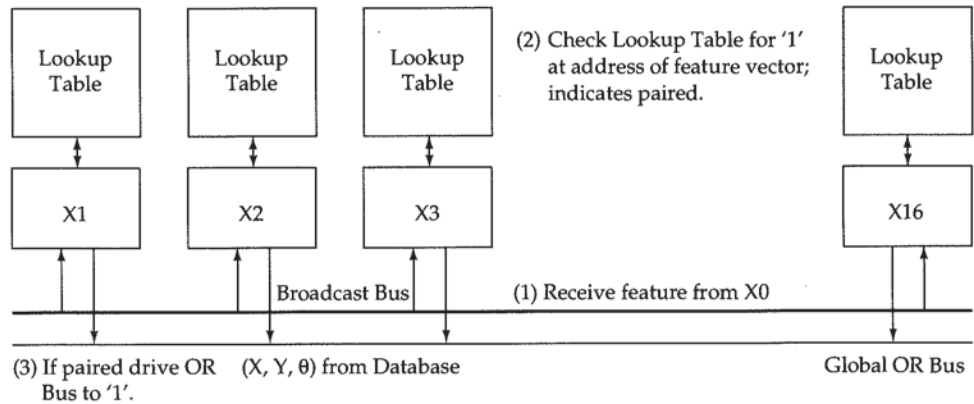 Lookup
Table
Lookup
Table
Lookup
Table
(2) Check Lookup Table for '1'
at address of feature vector;
indicates paired.
Lookup
Table
X1
X2
X3
X16
Broadcast Bus
(1) Receive feature from X0
(3) If paired drive OR
Bus to '1'.
(X, Y, θ) from Database
Global OR Bus